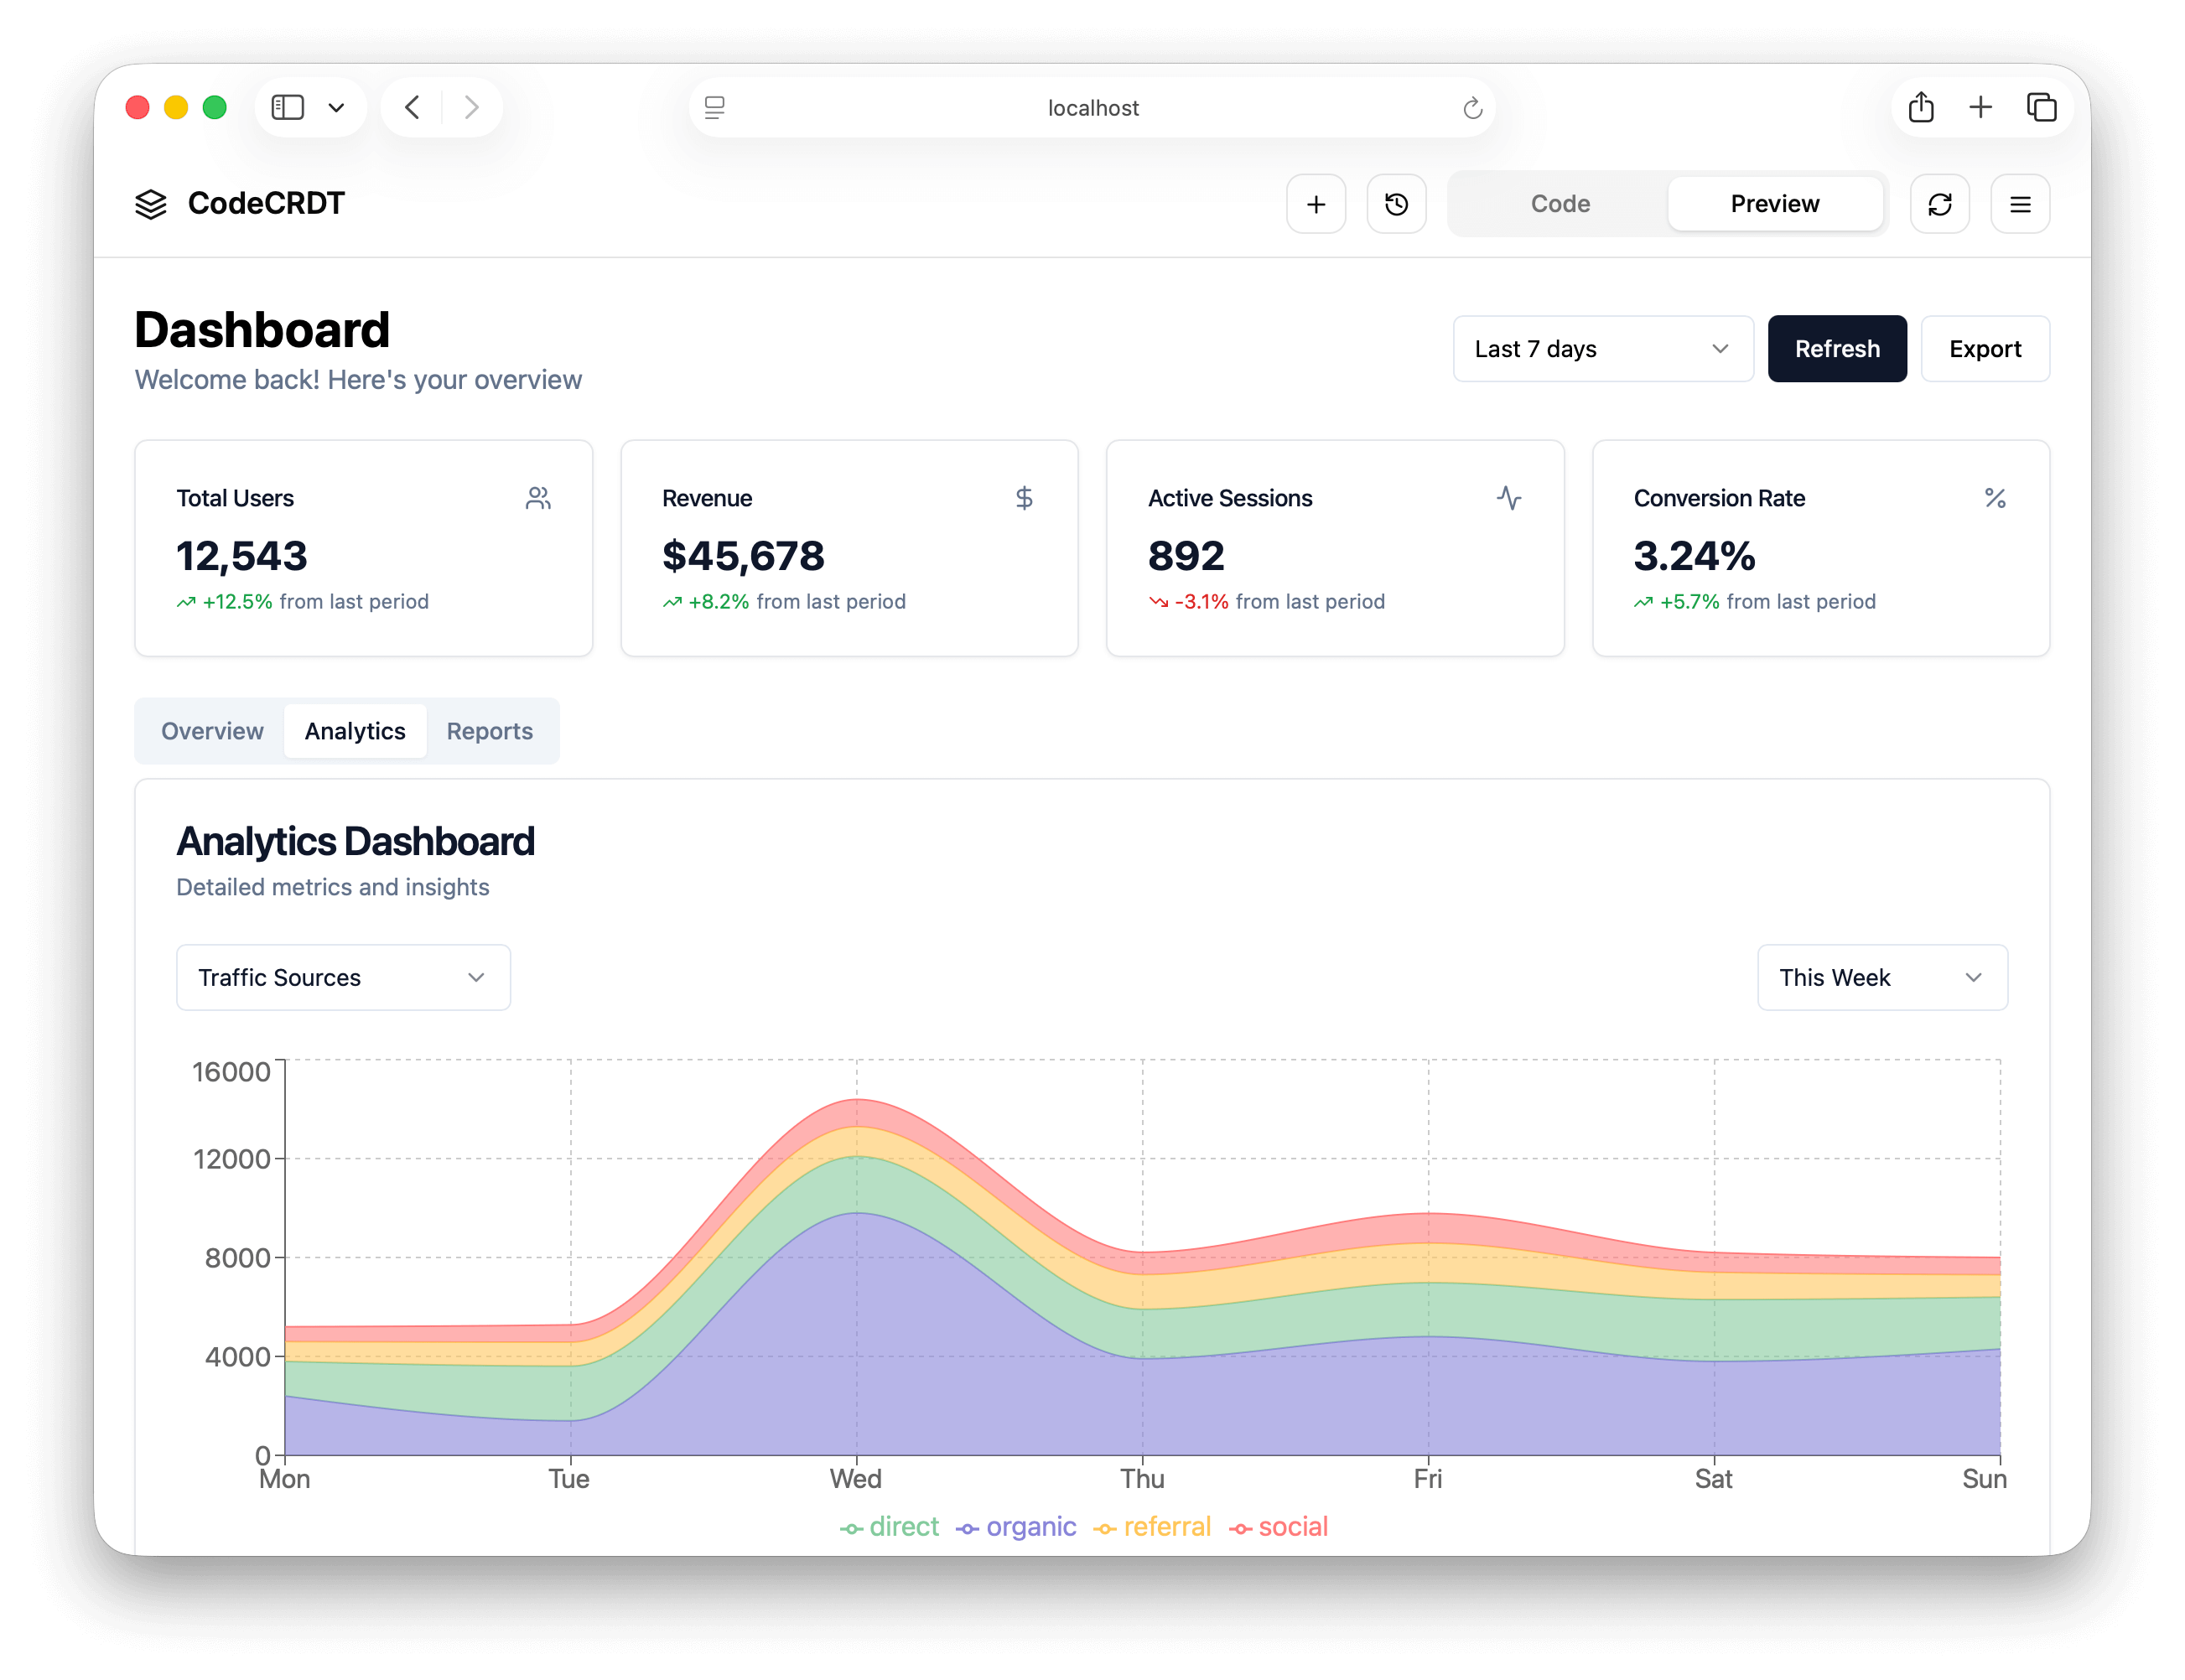 localhost
CodeCRDT
Code Preview
Dashboard
Welcome back! Here's your overview
Last 7 days
Refresh
Export
Total Users
12,543
+12.5% from last period
Revenue
$45,678
+8.2% from last period
Active Sessions
892
-3.1% from last period
Conversion Rate
3.24%
+5.7% from last period
Overview Analytics Reports
Analytics Dashboard
Detailed metrics and insights
Traffic Sources
This Week
16000
12000
8000
4000
0
Mon Tue Wed Thu Fri Sat Sun
direct organic referral social